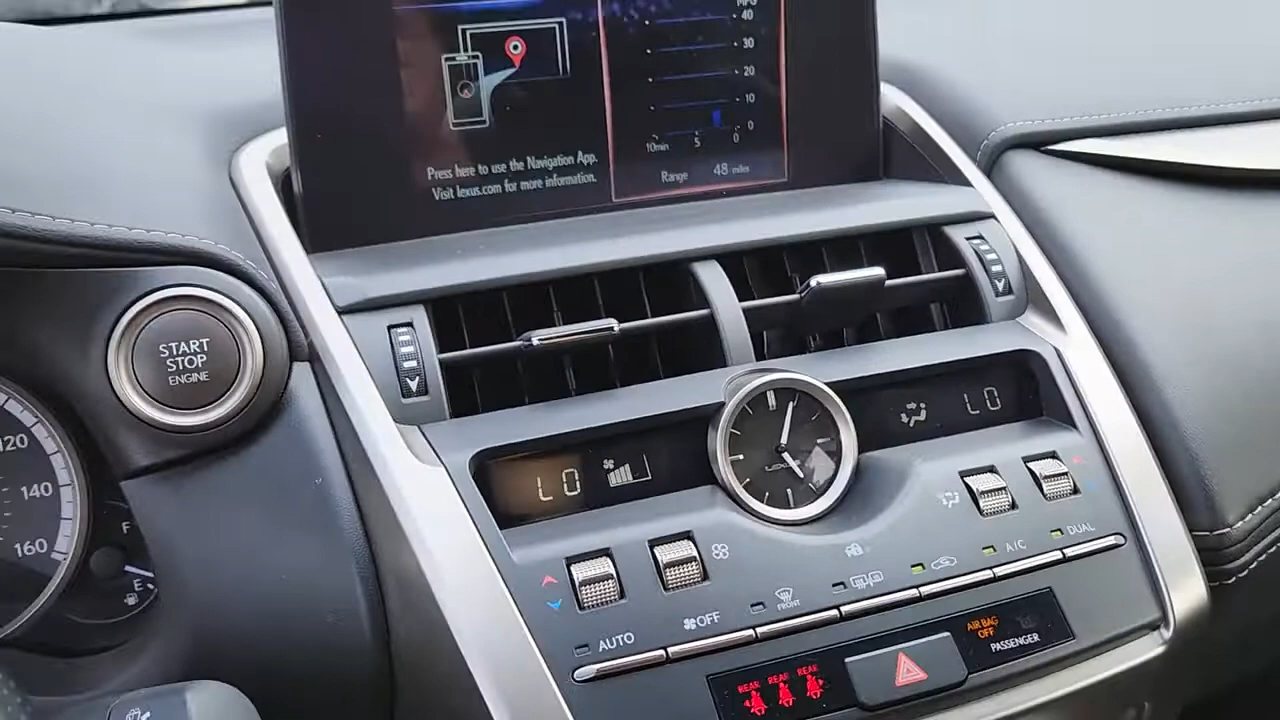 MPG
40
30
20
10
0
10min 5 0
Range 48 miles
Press here to use the Navigation App.
Visit lexus.com for more information.
START
STOP
ENGINE
120
140
160
F
E
LO
LEXUS
LO
AUTO
OFF
FRONT
A/C
DUAL
REAR REAR REAR
AIR BAG
OFF
PASSENGER